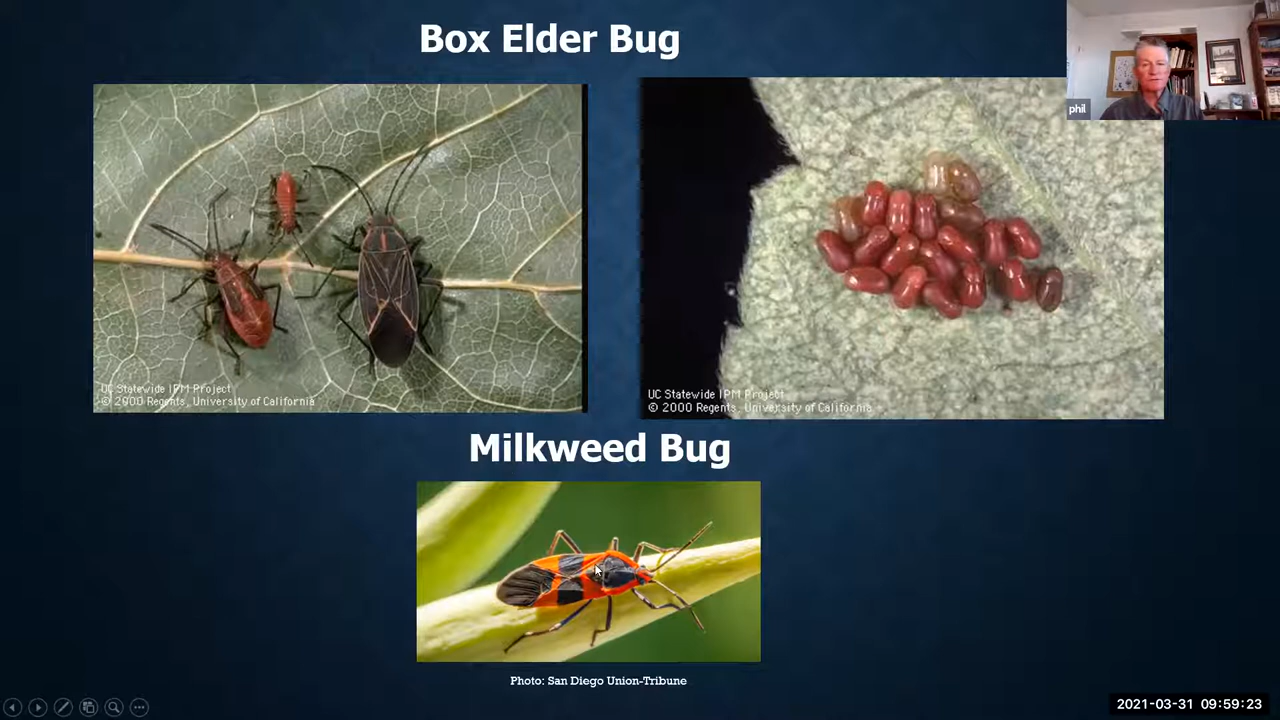 Box Elder Bug
phil
UC Statewide IPM Project
© 2000 Regents, University of California
UC Statewide IPM Project
© 2000 Regents, University of California
Milkweed Bug
Photo: San Diego Union-Tribune
2021-03-31 09:59:23